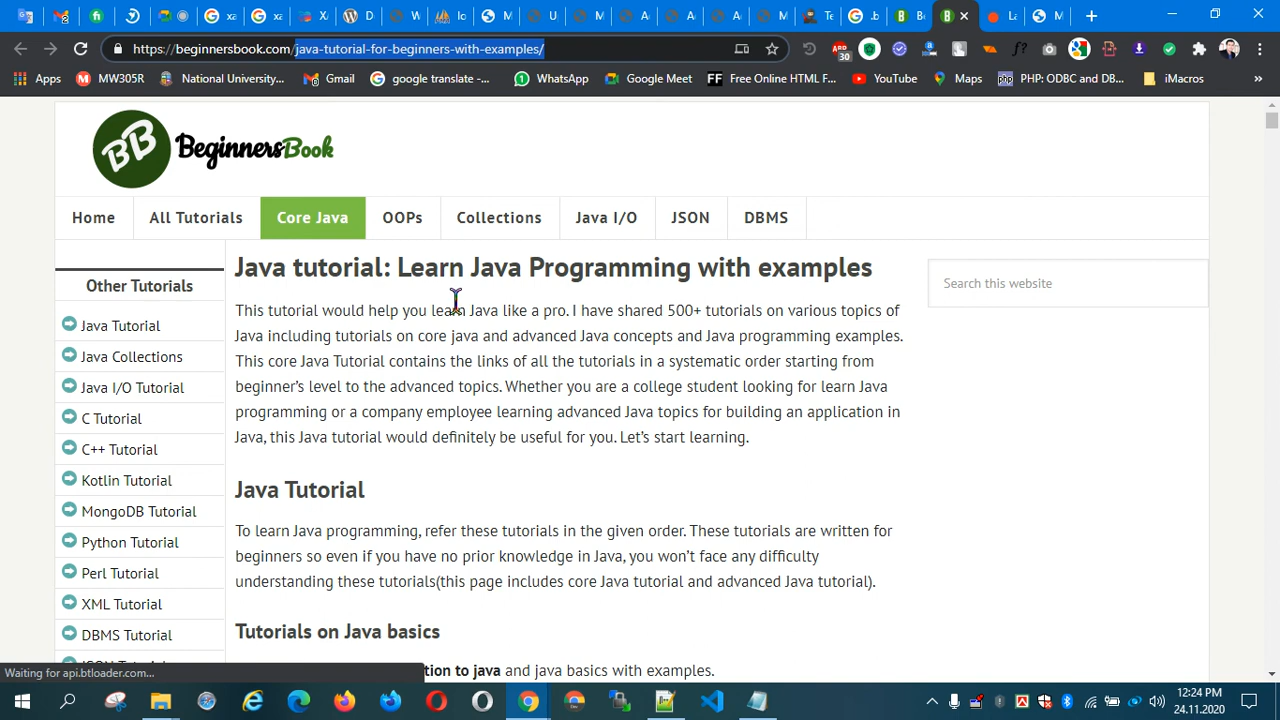 xa
xa
X
D
W
Io
M
U
M
A
A
A
M
Te
.b
B
La
M
https://beginnersbook.com/java-tutorial-for-beginners-with-examples/
ABP
30
f?
Apps
MW305R
National University...
Gmail
google translate -...
1
WhatsApp
Google Meet
FF
Free Online HTML F...
YouTube
Maps
php
PHP: ODBC and DB...
iMacros
»
BB
BeginnersBook
Home
All Tutorials
Core Java
OOPs
Collections
Java I/O
JSON
DBMS
Other Tutorials
Java Tutorial
Java Collections
Java I/O Tutorial
C Tutorial
C++ Tutorial
Kotlin Tutorial
MongoDB Tutorial
Python Tutorial
Perl Tutorial
XML Tutorial
DBMS Tutorial
Java tutorial: Learn Java Programming with examples
This tutorial would help you learn Java like a pro. I have shared 500+ tutorials on various topics of
Java including tutorials on core java and advanced Java concepts and Java programming examples.
This core Java Tutorial contains the links of all the tutorials in a systematic order starting from
beginner's level to the advanced topics. Whether you are a college student looking for learn Java
programming or a company employee learning advanced Java topics for building an application in
Java, this Java tutorial would definitely be useful for you. Let's start learning.
Java Tutorial
To learn Java programming, refer these tutorials in the given order. These tutorials are written for
beginners so even if you have no prior knowledge in Java, you won't face any difficulty
understanding these tutorials(this page includes core Java tutorial and advanced Java tutorial).
Tutorials on Java basics
tion to java and java basics with examples.
Search this website
Waiting for api.btloader.com...
12:24 PM
24.11.2020